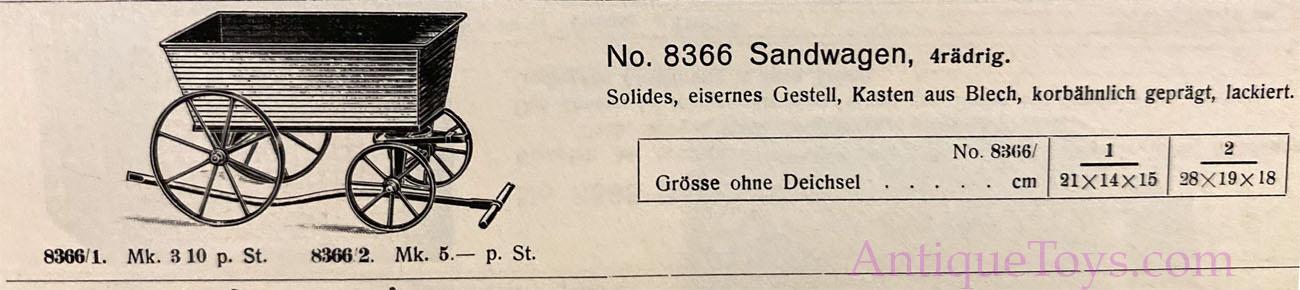 No. 8366 Sandwagen, 4rädrig.
Solides, eisernes Gestell, Kasten aus Blech, korbähnlich geprägt, lackiert.
No. 8366/ 1 2
Grösse ohne Deichsel . . . . . cm 21×14×15 28×19×18
8366/1. Mk. 3 10 p. St. 8366/2. Mk. 5.— p. St.
AntiqueToys.com